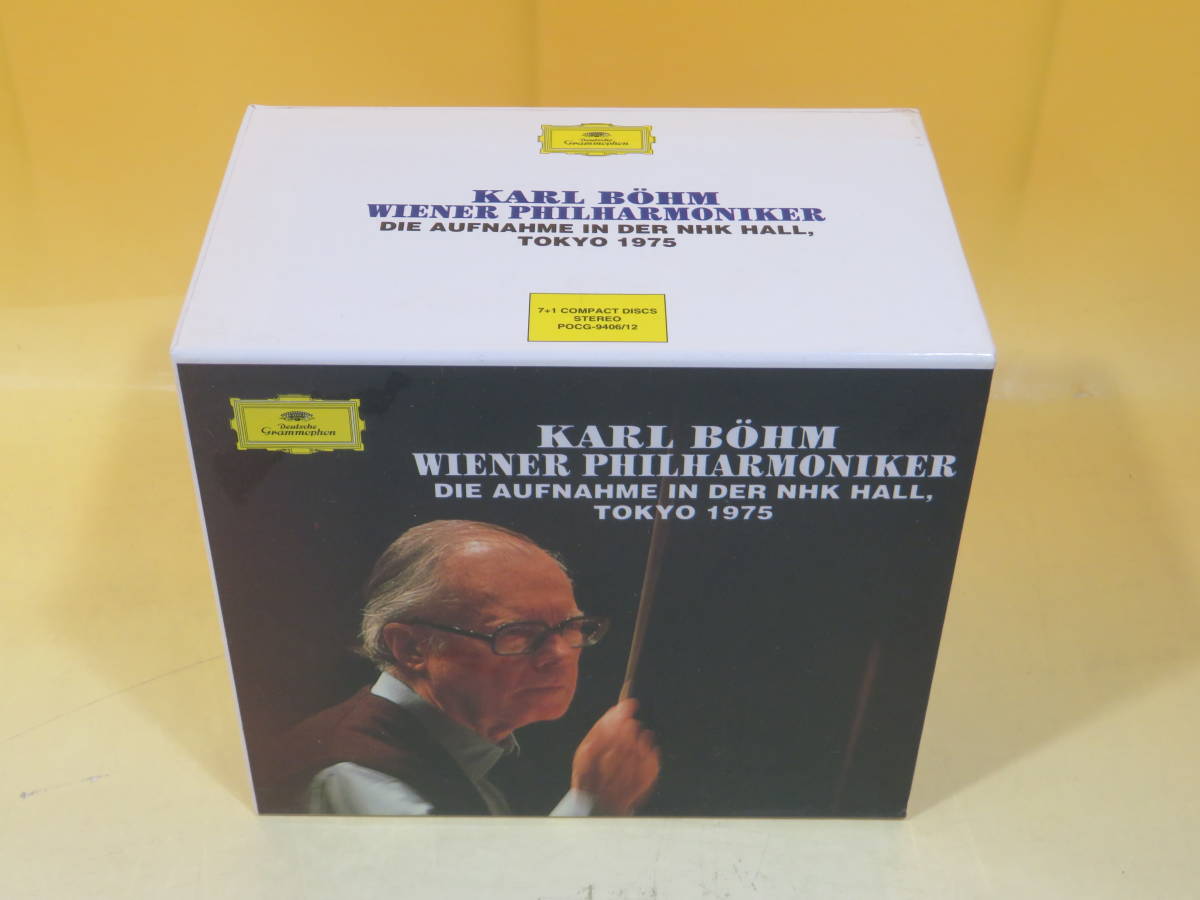 Deutsche
Grammophon
KARL BÖHM
WIENER PHILHARMONIKER
DIE AUFNAHME IN DER NHK HALL,
TOKYO 1975
7+1 COMPACT DISCS
STEREO
POCG-9406/12
Deutsche
Grammophon
KARL BÖHM
WIENER PHILHARMONIKER
DIE AUFNAHME IN DER NHK HALL,
TOKYO 1975